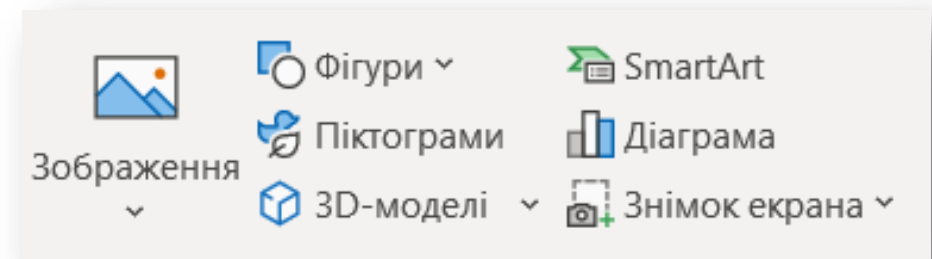 Зображення
Фігури
Піктограми
3D-моделі
SmartArt
Діаграма
Знімок екрана